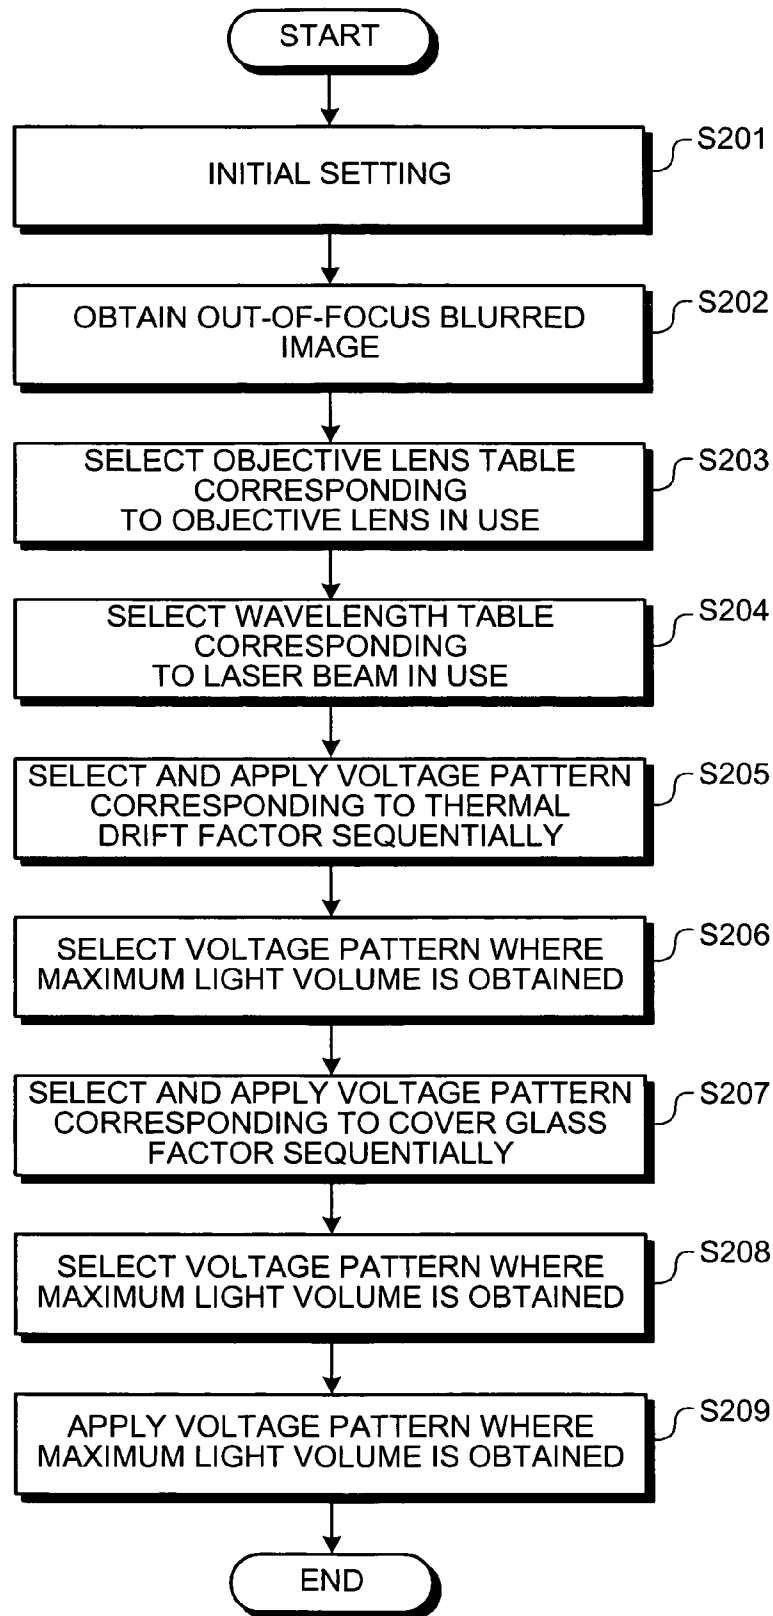 START
INITIAL SETTING
S201
OBTAIN OUT-OF-FOCUS BLURRED
IMAGE
S202
SELECT OBJECTIVE LENS TABLE
CORRESPONDING
TO OBJECTIVE LENS IN USE
S203
SELECT WAVELENGTH TABLE
CORRESPONDING
TO LASER BEAM IN USE
S204
SELECT AND APPLY VOLTAGE PATTERN
CORRESPONDING TO THERMAL
DRIFT FACTOR SEQUENTIALLY
S205
SELECT VOLTAGE PATTERN WHERE
MAXIMUM LIGHT VOLUME IS OBTAINED
S206
SELECT AND APPLY VOLTAGE PATTERN
CORRESPONDING TO COVER GLASS
FACTOR SEQUENTIALLY
S207
SELECT VOLTAGE PATTERN WHERE
MAXIMUM LIGHT VOLUME IS OBTAINED
S208
APPLY VOLTAGE PATTERN WHERE
MAXIMUM LIGHT VOLUME IS OBTAINED
S209
END